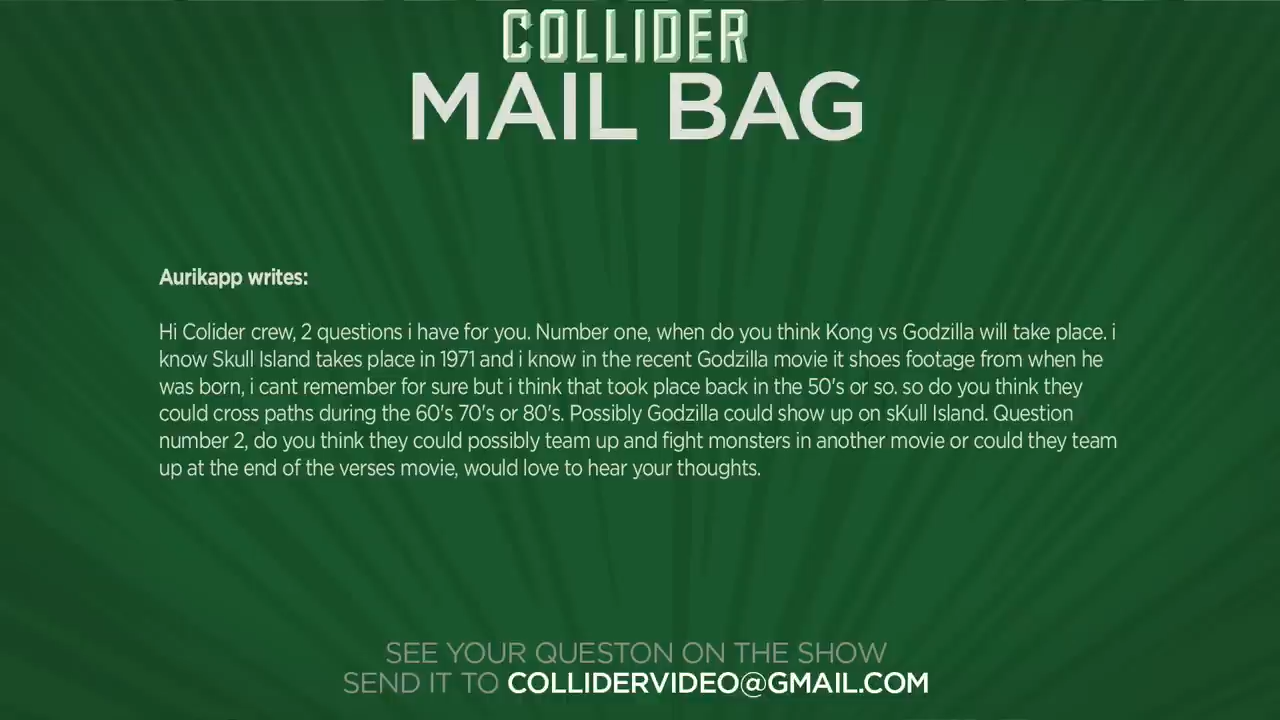 COLLIDER
MAIL BAG
Aurikapp writes:
Hi Colider crew, 2 questions i have for you. Number one, when do you think Kong vs Godzilla will take place. i
know Skull Island takes place in 1971 and i know in the recent Godzilla movie it shoes footage from when he
was born, i cant remember for sure but i think that took place back in the 50's or so. so do you think they
could cross paths during the 60's 70's or 80's. Possibly Godzilla could show up on sKull Island. Question
number 2, do you think they could possibly team up and fight monsters in another movie or could they team
up at the end of the verses movie, would love to hear your thoughts.
SEE YOUR QUESTON ON THE SHOW
SEND IT TO COLLIDERVIDEO@GMAIL.COM